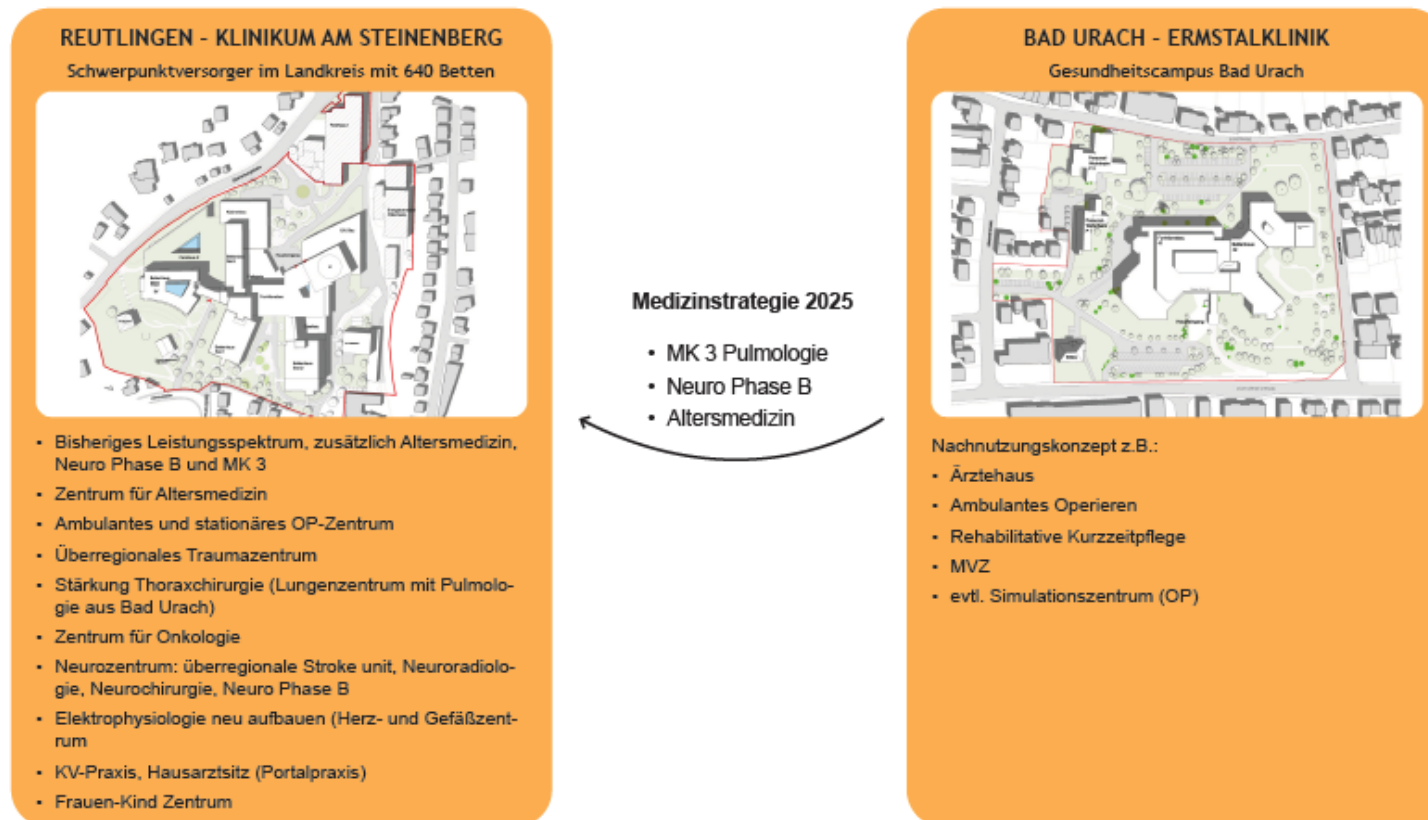 REUTLINGEN - KLINIKUM AM STEINENBERG
Schwerpunktversorger im Landkreis mit 640 Betten
• Bisheriges Leistungsspektrum, zusätzlich Altersmedizin,
Neuro Phase B und MK 3
• Zentrum für Altersmedizin
• Ambulantes und stationäres OP-Zentrum
• Überregionales Traumazentrum
• Stärkung Thoraxchirurgie (Lungenzentrum mit Pulmolo-
gie aus Bad Urach)
• Zentrum für Onkologie
• Neurozentrum: überregionale Stroke unit, Neuroradiolo-
gie, Neurochirurgie, Neuro Phase B
• Elektrophysiologie neu aufbauen (Herz- und Gefäßzent-
rum
• KV-Praxis, Hausarztsitz (Portalpraxis)
• Frauen-Kind Zentrum
Medizinstrategie 2025
• MK 3 Pulmologie
• Neuro Phase B
• Altersmedizin
BAD URACH - ERMSTALKLINIK
Gesundheitscampus Bad Urach
Nachnutzungskonzept z.B.:
• Ärztehaus
• Ambulantes Operieren
• Rehabilitative Kurzzeitpflege
• MVZ
• evtl. Simulationszentrum (OP)